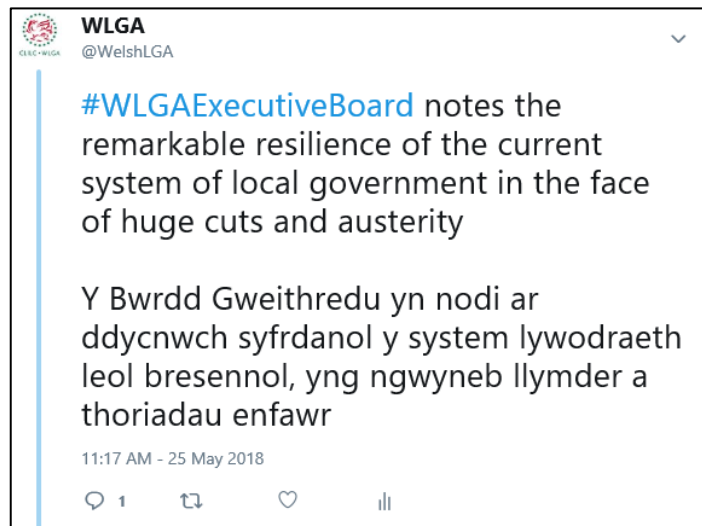 WLGA
@WelshLGA
CLILC•WLGA
#WLGAExecutiveBoard notes the
remarkable resilience of the current
system of local government in the face
of huge cuts and austerity
Y Bwrdd Gweithredu yn nodi ar
ddycnwch syfrdanol y system lywodraeth
leol bresennol, yng ngwyneb llymder a
thoriadau enfawr
11:17 AM - 25 May 2018
1